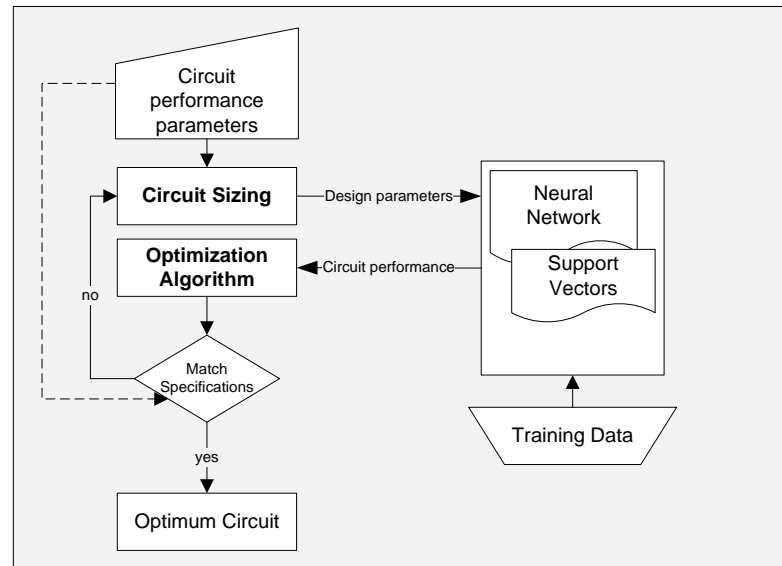 Circuit
performance
parameters
Circuit Sizing
Design parameters
Neural
Network
Optimization
Algorithm
Circuit performance
Support
Vectors
no
Match
Specifications
Training Data
yes
Optimum Circuit